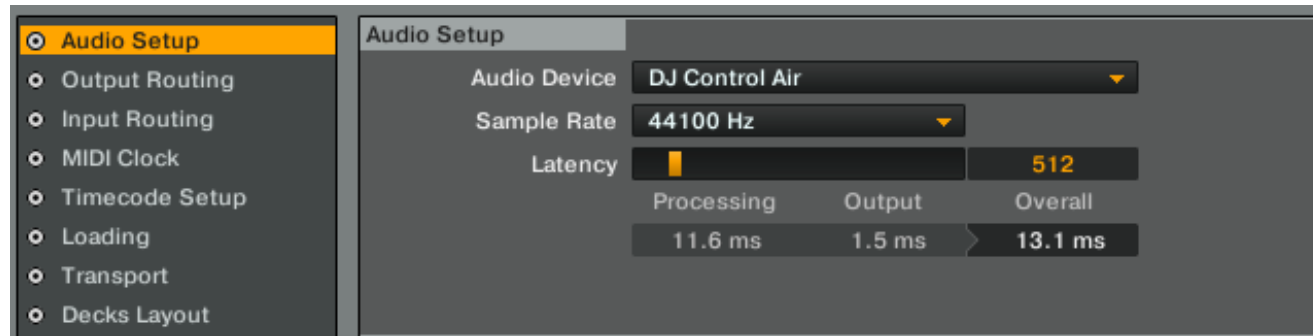 Audio Setup
Output Routing
Input Routing
MIDI Clock
Timecode Setup
Loading
Transport
Decks Layout
Audio Setup
Audio Device DJ Control Air
Sample Rate 44100 Hz
Latency 512
Processing Output Overall
11.6 ms 1.5 ms 13.1 ms